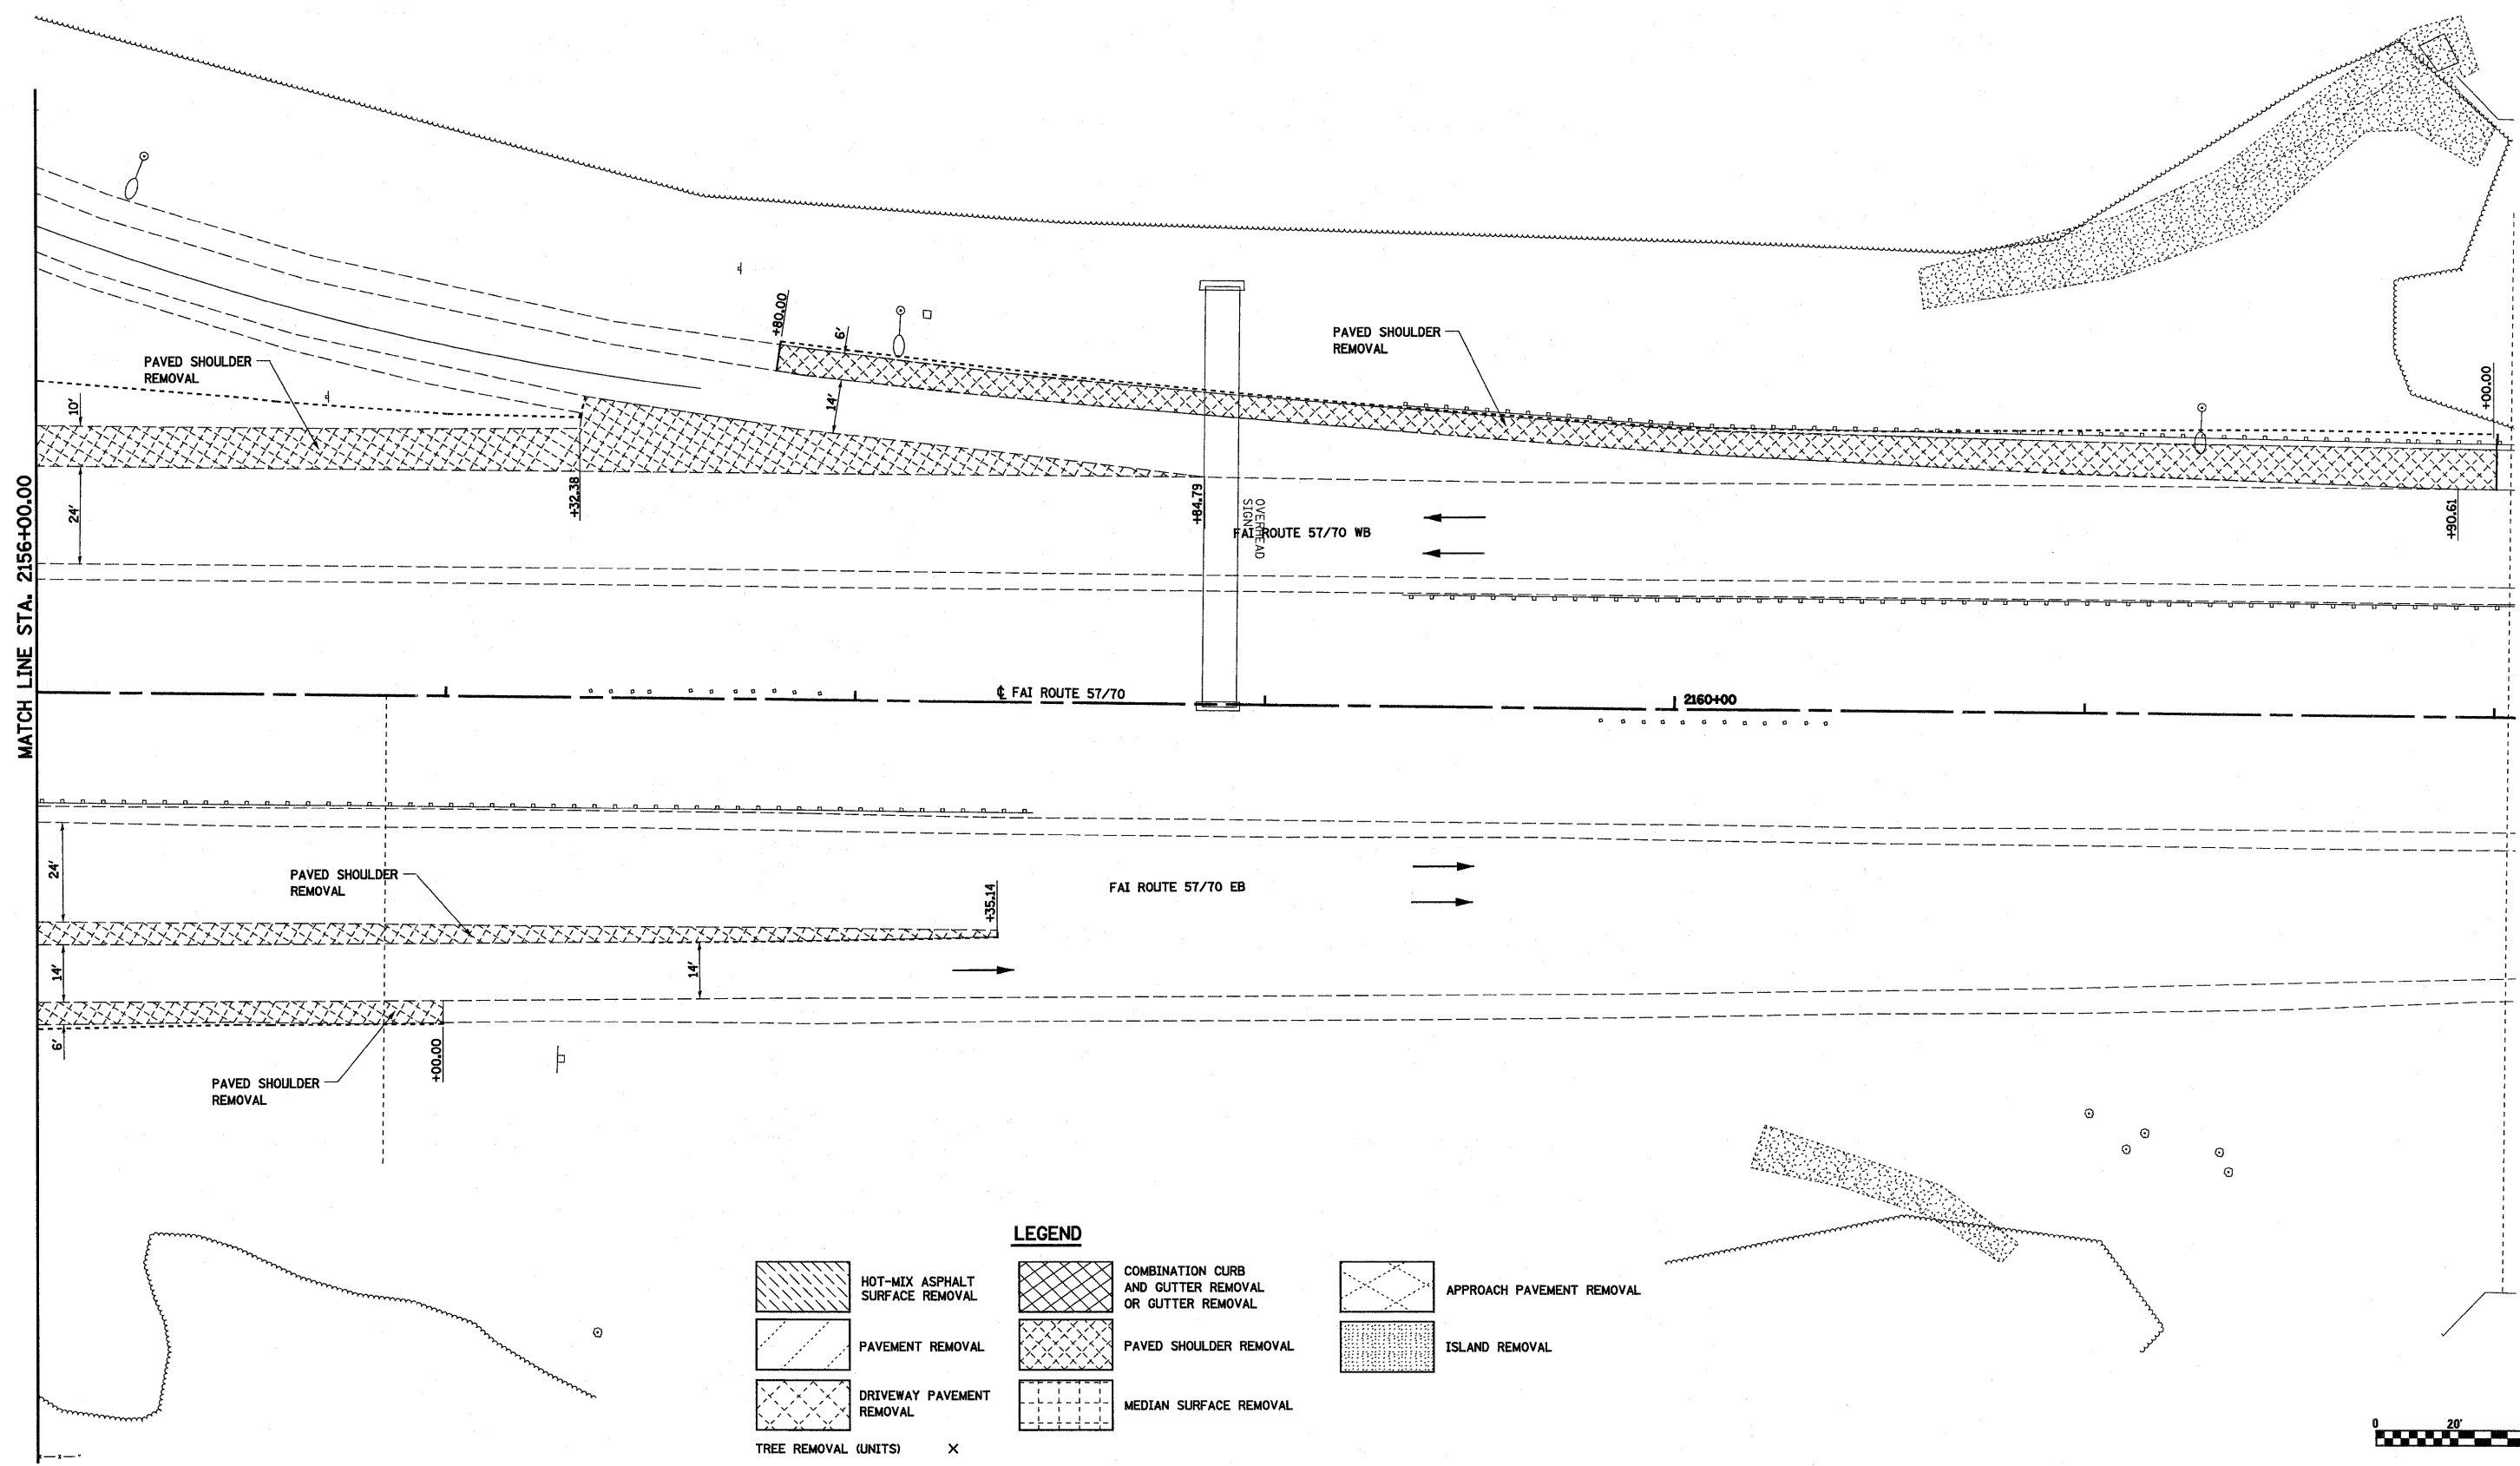 +80.00
6'
PAVED SHOULDER
REMOVAL
PAVED SHOULDER
REMOVAL
10'
14'
+00.00
MATCH LINE STA. 2156+00.00
24'
+32.38
+84.79
OVERHEAD
SIGN
FAI ROUTE 57/70 WB
+90.61
℄ FAI ROUTE 57/70
2160+00
24'
PAVED SHOULDER
REMOVAL
+35.14
FAI ROUTE 57/70 EB
14'
14'
6'
+00.00
PAVED SHOULDER
REMOVAL
LEGEND
HOT-MIX ASPHALT
SURFACE REMOVAL
COMBINATION CURB
AND GUTTER REMOVAL
OR GUTTER REMOVAL
APPROACH PAVEMENT REMOVAL
PAVEMENT REMOVAL
PAVED SHOULDER REMOVAL
ISLAND REMOVAL
DRIVEWAY PAVEMENT
REMOVAL
MEDIAN SURFACE REMOVAL
TREE REMOVAL (UNITS) X
0 20'